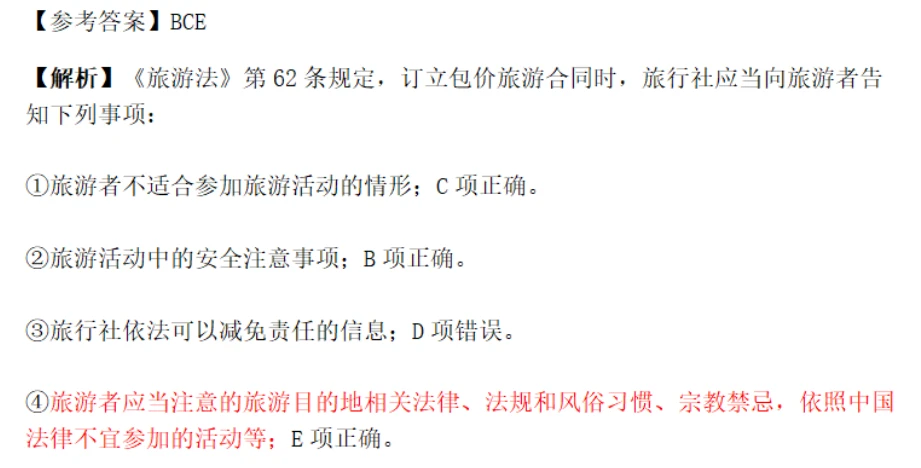 【参考答案】BCE
【解析】《旅游法》第 62 条规定，订立包价旅游合同时，旅行社应当向旅游者告
知下列事项：
①旅游者不适合参加旅游活动的情形；C 项正确。
②旅游活动中的安全注意事项；B 项正确。
③旅行社依法可以减免责任的信息；D 项错误。
④旅游者应当注意的旅游目的地相关法律、法规和风俗习惯、宗教禁忌，依照中国
法律不宜参加的活动等；E 项正确。